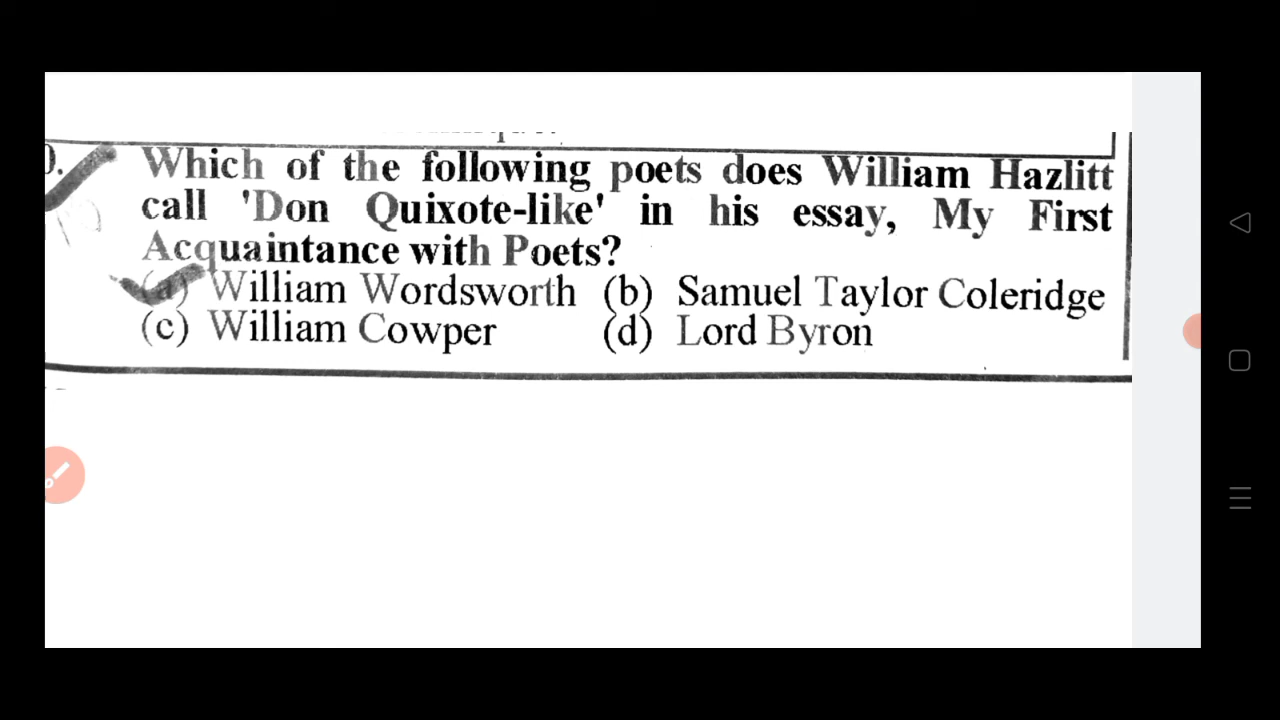 Which of the following poets does William Hazlitt
call 'Don Quixote-like' in his essay, My First
Acquaintance with Poets?
(a) William Wordsworth (b) Samuel Taylor Coleridge
(c) William Cowper (d) Lord Byron